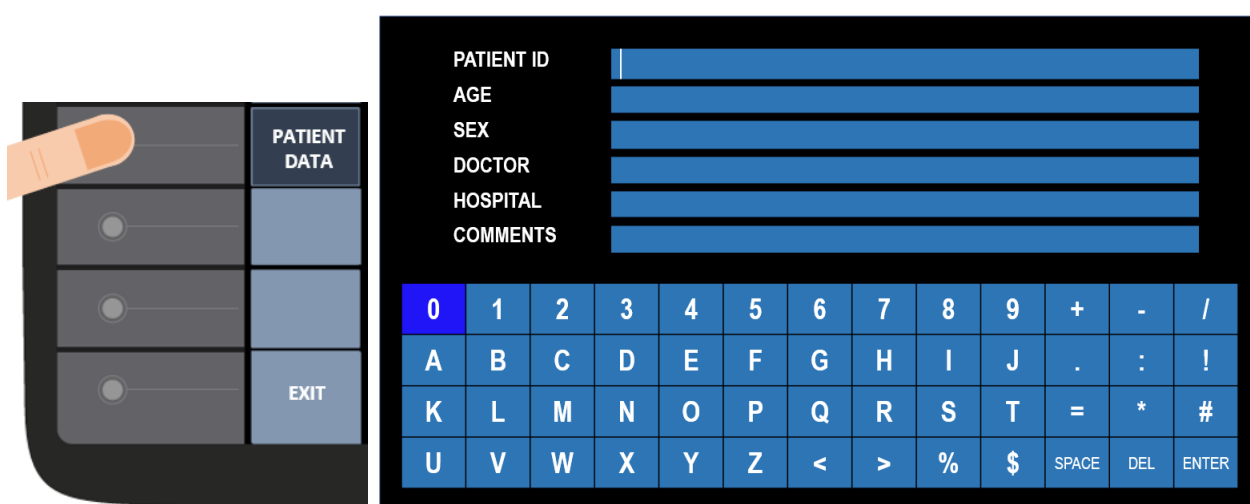 PATIENT
DATA
EXIT
PATIENT ID
AGE
SEX
DOCTOR
HOSPITAL
COMMENTS
0 1 2 3 4 5 6 7 8 9 + - /
A B C D E F G H I J . : !
K L M N O P Q R S T = * #
U V W X Y Z < > % $ SPACE DEL ENTER